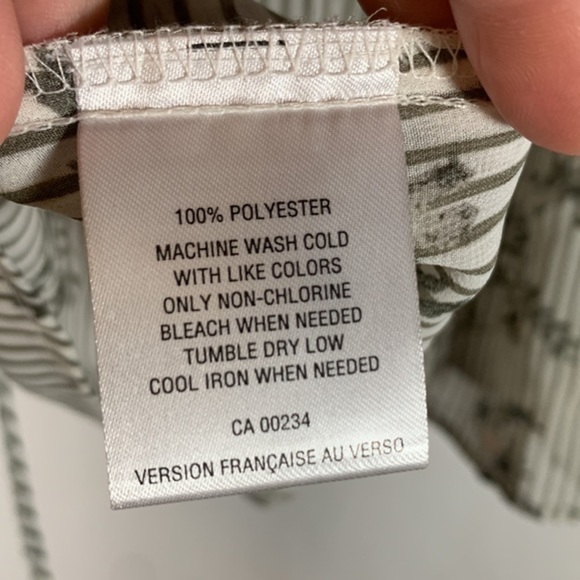 100% POLYESTER
MACHINE WASH COLD
WITH LIKE COLORS
ONLY NON-CHLORINE
BLEACH WHEN NEEDED
TUMBLE DRY LOW
COOL IRON WHEN NEEDED
CA 00234
VERSION FRANÇAISE AU VERSO